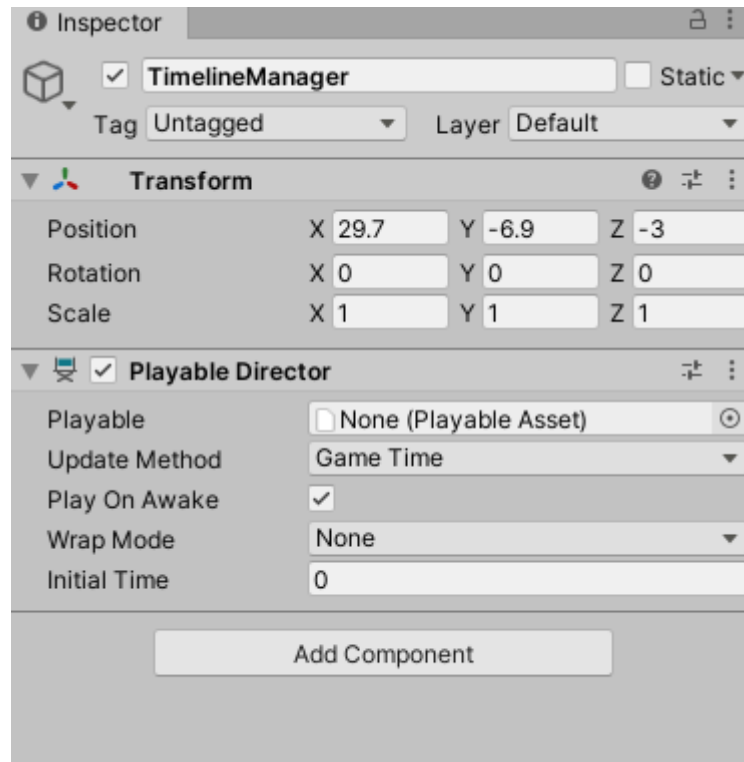 Inspector
TimelineManager Static
Tag Untagged Layer Default
Transform
Position X 29.7 Y -6.9 Z -3
Rotation X 0 Y 0 Z 0
Scale X 1 Y 1 Z 1
Playable Director
Playable None (Playable Asset)
Update Method Game Time
Play On Awake
Wrap Mode None
Initial Time 0
Add Component